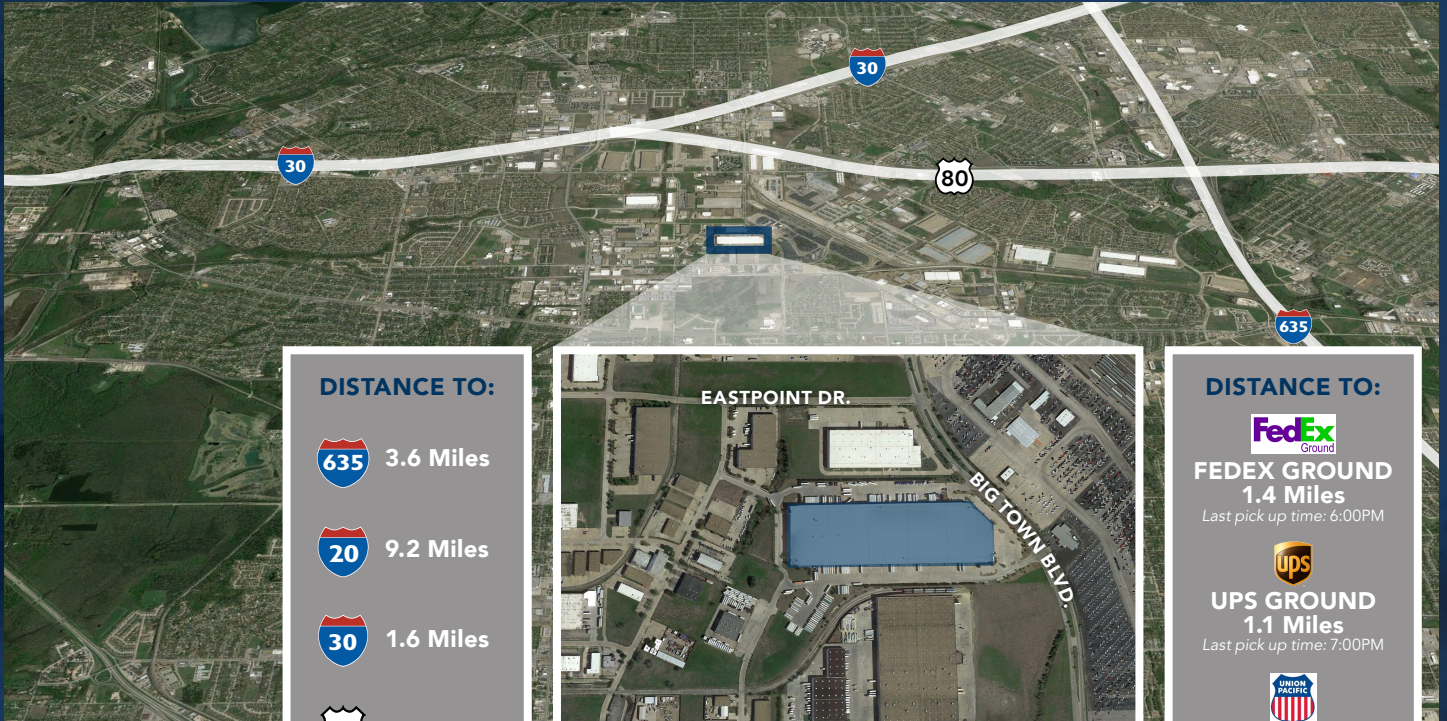 30
30
80
635
DISTANCE TO:
635 3.6 Miles
20 9.2 Miles
30 1.6 Miles
EASTPOINT DR.
BIG TOWN BLVD.
DISTANCE TO:
FedEx
Ground
FEDEX GROUND
1.4 Miles
Last pick up time: 6:00PM
ups
UPS GROUND
1.1 Miles
Last pick up time: 7:00PM
UNION
PACIFIC